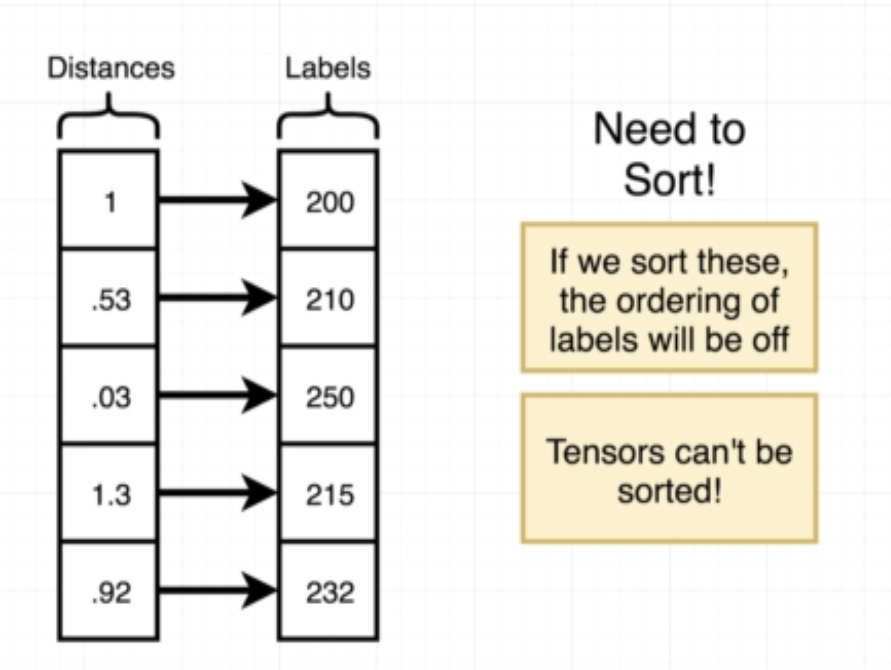 Distances Labels
Need to
Sort!
1 200
If we sort these,
the ordering of
labels will be off
.53 210
.03 250
Tensors can't be
sorted!
1.3 215
.92 232